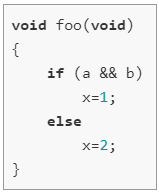 void foo(void)
{
    if (a && b)
        x=1;
    else
        x=2;
}